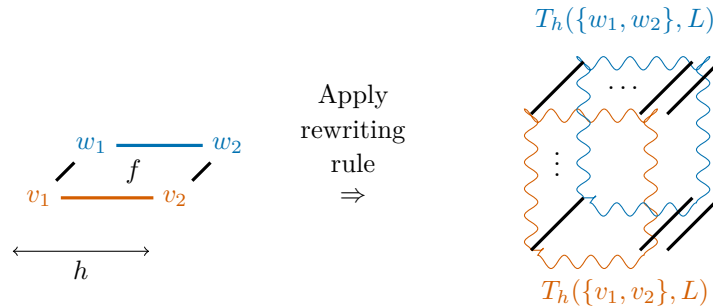 $T_h(\{w_1, w_2\}, L)$
Apply
rewriting
rule
⇒
$w_1$ $w_2$
$f$
$v_1$ $v_2$
$h$
. . .
⋮
$T_h(\{v_1, v_2\}, L)$